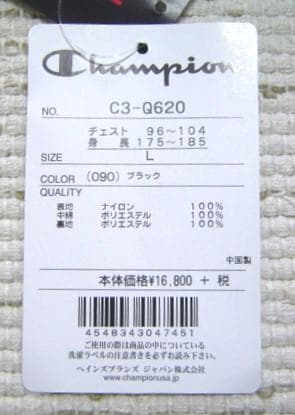 Champion
NO. C3-Q620
チェスト 96～104
身長 175～185
SIZE L
COLOR (090) ブラック
QUALITY
表地 ナイロン 100%
中綿 ポリエステル 100%
裏地 ポリエステル 100%
中国製
本体価格¥16,800 + 税
4548343047451
ご使用の際は商品の中についている
洗濯ラベルの注意書きを必ずお読み下さい。
ヘインズブランズ ジャパン株式会社
www.championusa.jp